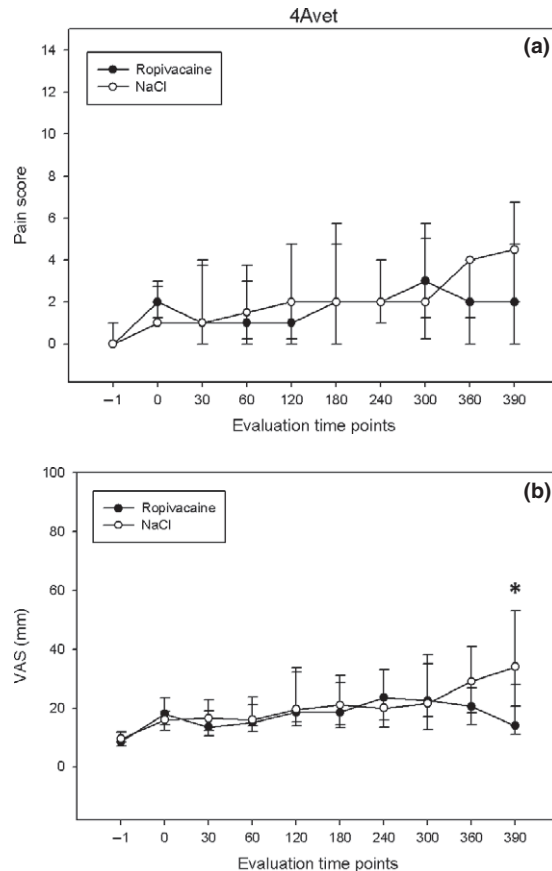 4Avet
(a)
Ropivacaine
NaCl
14
12
10
8
6
4
2
0
Pain score
–1 0 30 60 120 180 240 300 360 390
Evaluation time points
(b)
Ropivacaine
NaCl
100
80
60
40
20
0
*
VAS (mm)
–1 0 30 60 120 180 240 300 360 390
Evaluation time points